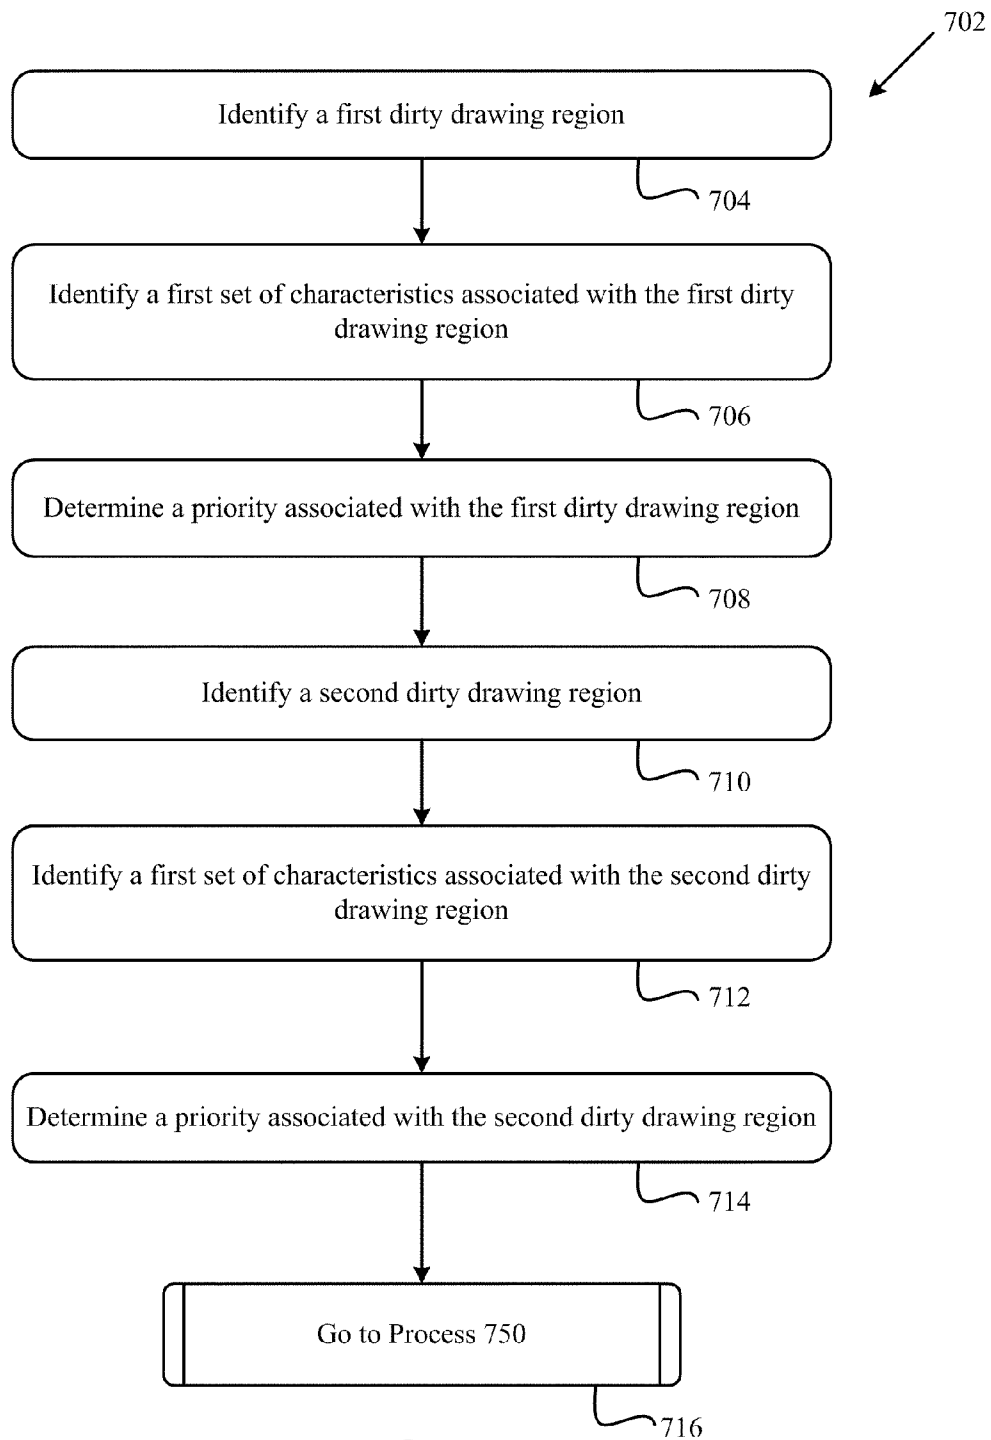 702
Identify a first dirty drawing region
704
Identify a first set of characteristics associated with the first dirty
drawing region
706
Determine a priority associated with the first dirty drawing region
708
Identify a second dirty drawing region
710
Identify a first set of characteristics associated with the second dirty
drawing region
712
Determine a priority associated with the second dirty drawing region
714
Go to Process 750
716